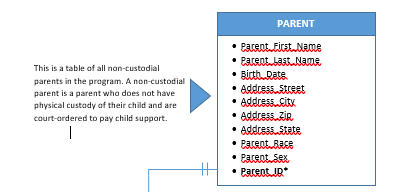 PARENT
This is a table of all non-custodial
parents in the program. A non-custodial
parent is a parent who does not have
physical custody of their child and are
court-ordered to pay child support.
• Parent_First_Name
• Parent_Last_Name
• Birth_Date
• Address_Street
• Address_City
• Address_Zip
• Address_State
• Parent_Race
• Parent_Sex
• Parent_ID*